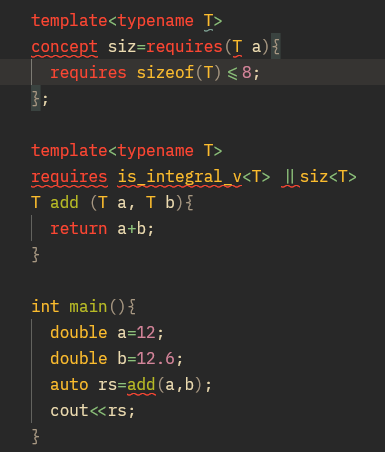 template<typename T>
concept siz=requires(T a){
requires sizeof(T)<=8;
};
template<typename T>
requires is_integral_v<T> ||siz<T>
T add (T a, T b){
return a+b;
}
int main(){
double a=12;
double b=12.6;
auto rs=add(a,b);
cout<<rs;
}